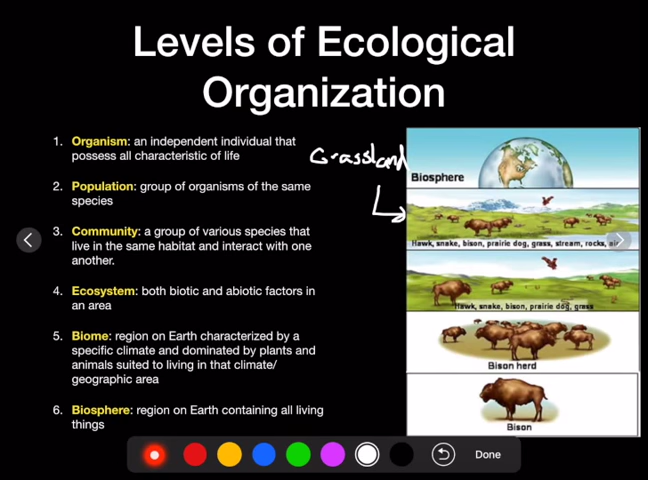 Levels of Ecological
Organization
1. Organism: an independent individual that
possess all characteristic of life
2. Population: group of organisms of the same
species
3. Community: a group of various species that
live in the same habitat and interact with one
another.
4. Ecosystem: both biotic and abiotic factors in
an area
5. Biome: region on Earth characterized by a
specific climate and dominated by plants and
animals suited to living in that climate/
geographic area
6. Biosphere: region on Earth containing all living
things
Grassland
Biosphere
Hawk, snake, bison, prairie dog, grass, stream, rocks, air
Hawk, snake, bison, prairie dog, grass
Bison herd
Bison
Done